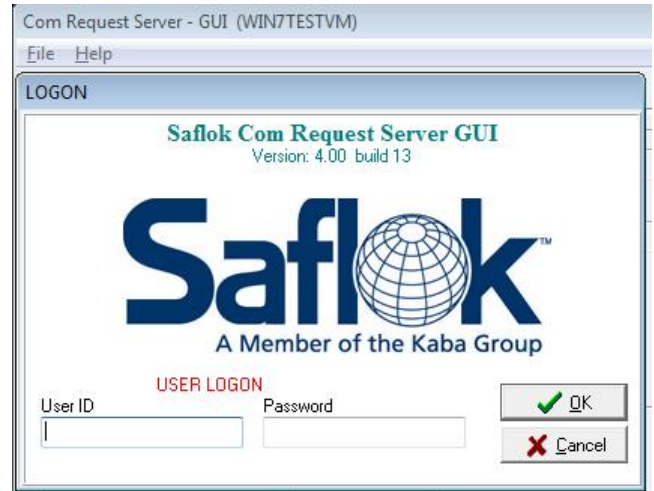 Com Request Server - GUI (WIN7TESTVM)
File Help
LOGON
Saflok Com Request Server GUI
Version: 4.00 build 13
Saflok™
A Member of the Kaba Group
USER LOGON
User ID Password
OK
Cancel